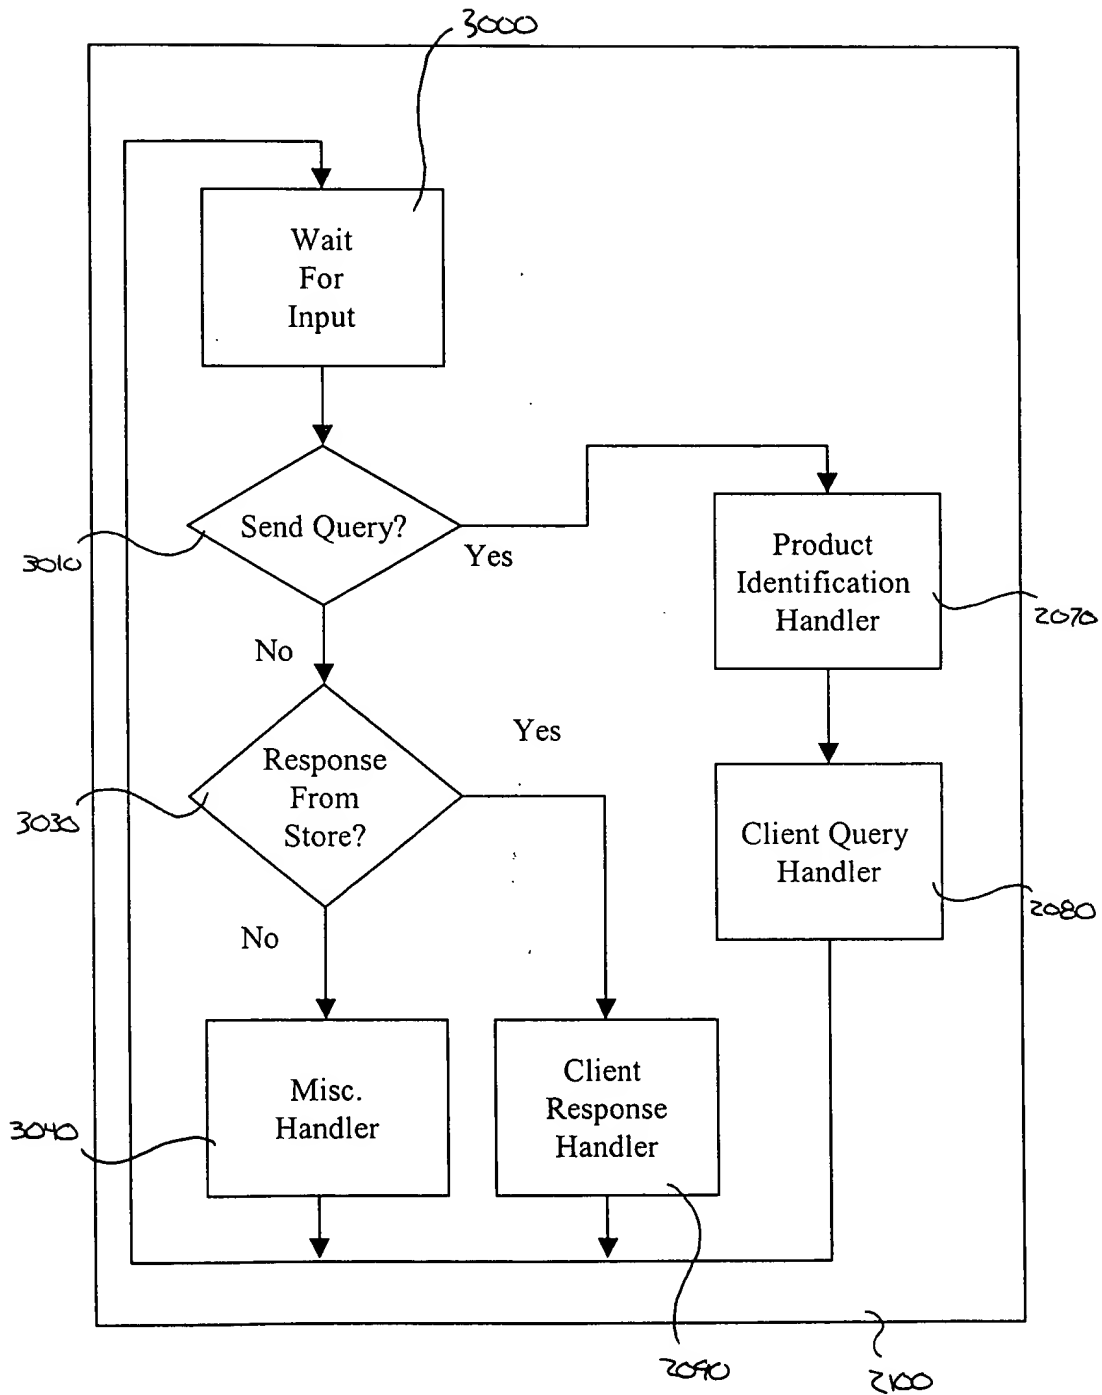 3000
Wait
For
Input
Send Query?
3010
Yes
Product
Identification
Handler
2070
No
Response
From
Store?
Yes
3030
Client Query
Handler
2080
No
Misc.
Handler
3040
Client
Response
Handler
2090
2100